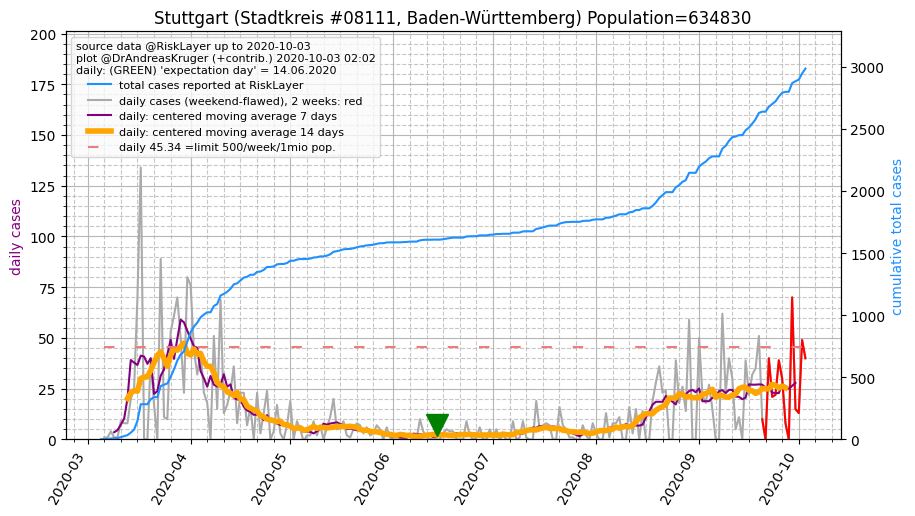 Stuttgart (Stadtkreis #08111, Baden-Württemberg) Population=634830
source data @RiskLayer up to 2020-10-03
plot @DrAndreasKruger (+contrib.) 2020-10-03 02:02
daily: (GREEN) 'expectation day' = 14.06.2020
total cases reported at RiskLayer
daily cases (weekend-flawed), 2 weeks: red
daily: centered moving average 7 days
daily: centered moving average 14 days
daily 45.34 =limit 500/week/1mio pop.
daily cases
200
175
150
125
100
75
50
25
0
cumulative total cases
3000
2500
2000
1500
1000
500
0
2020-03
2020-04
2020-05
2020-06
2020-07
2020-08
2020-09
2020-10